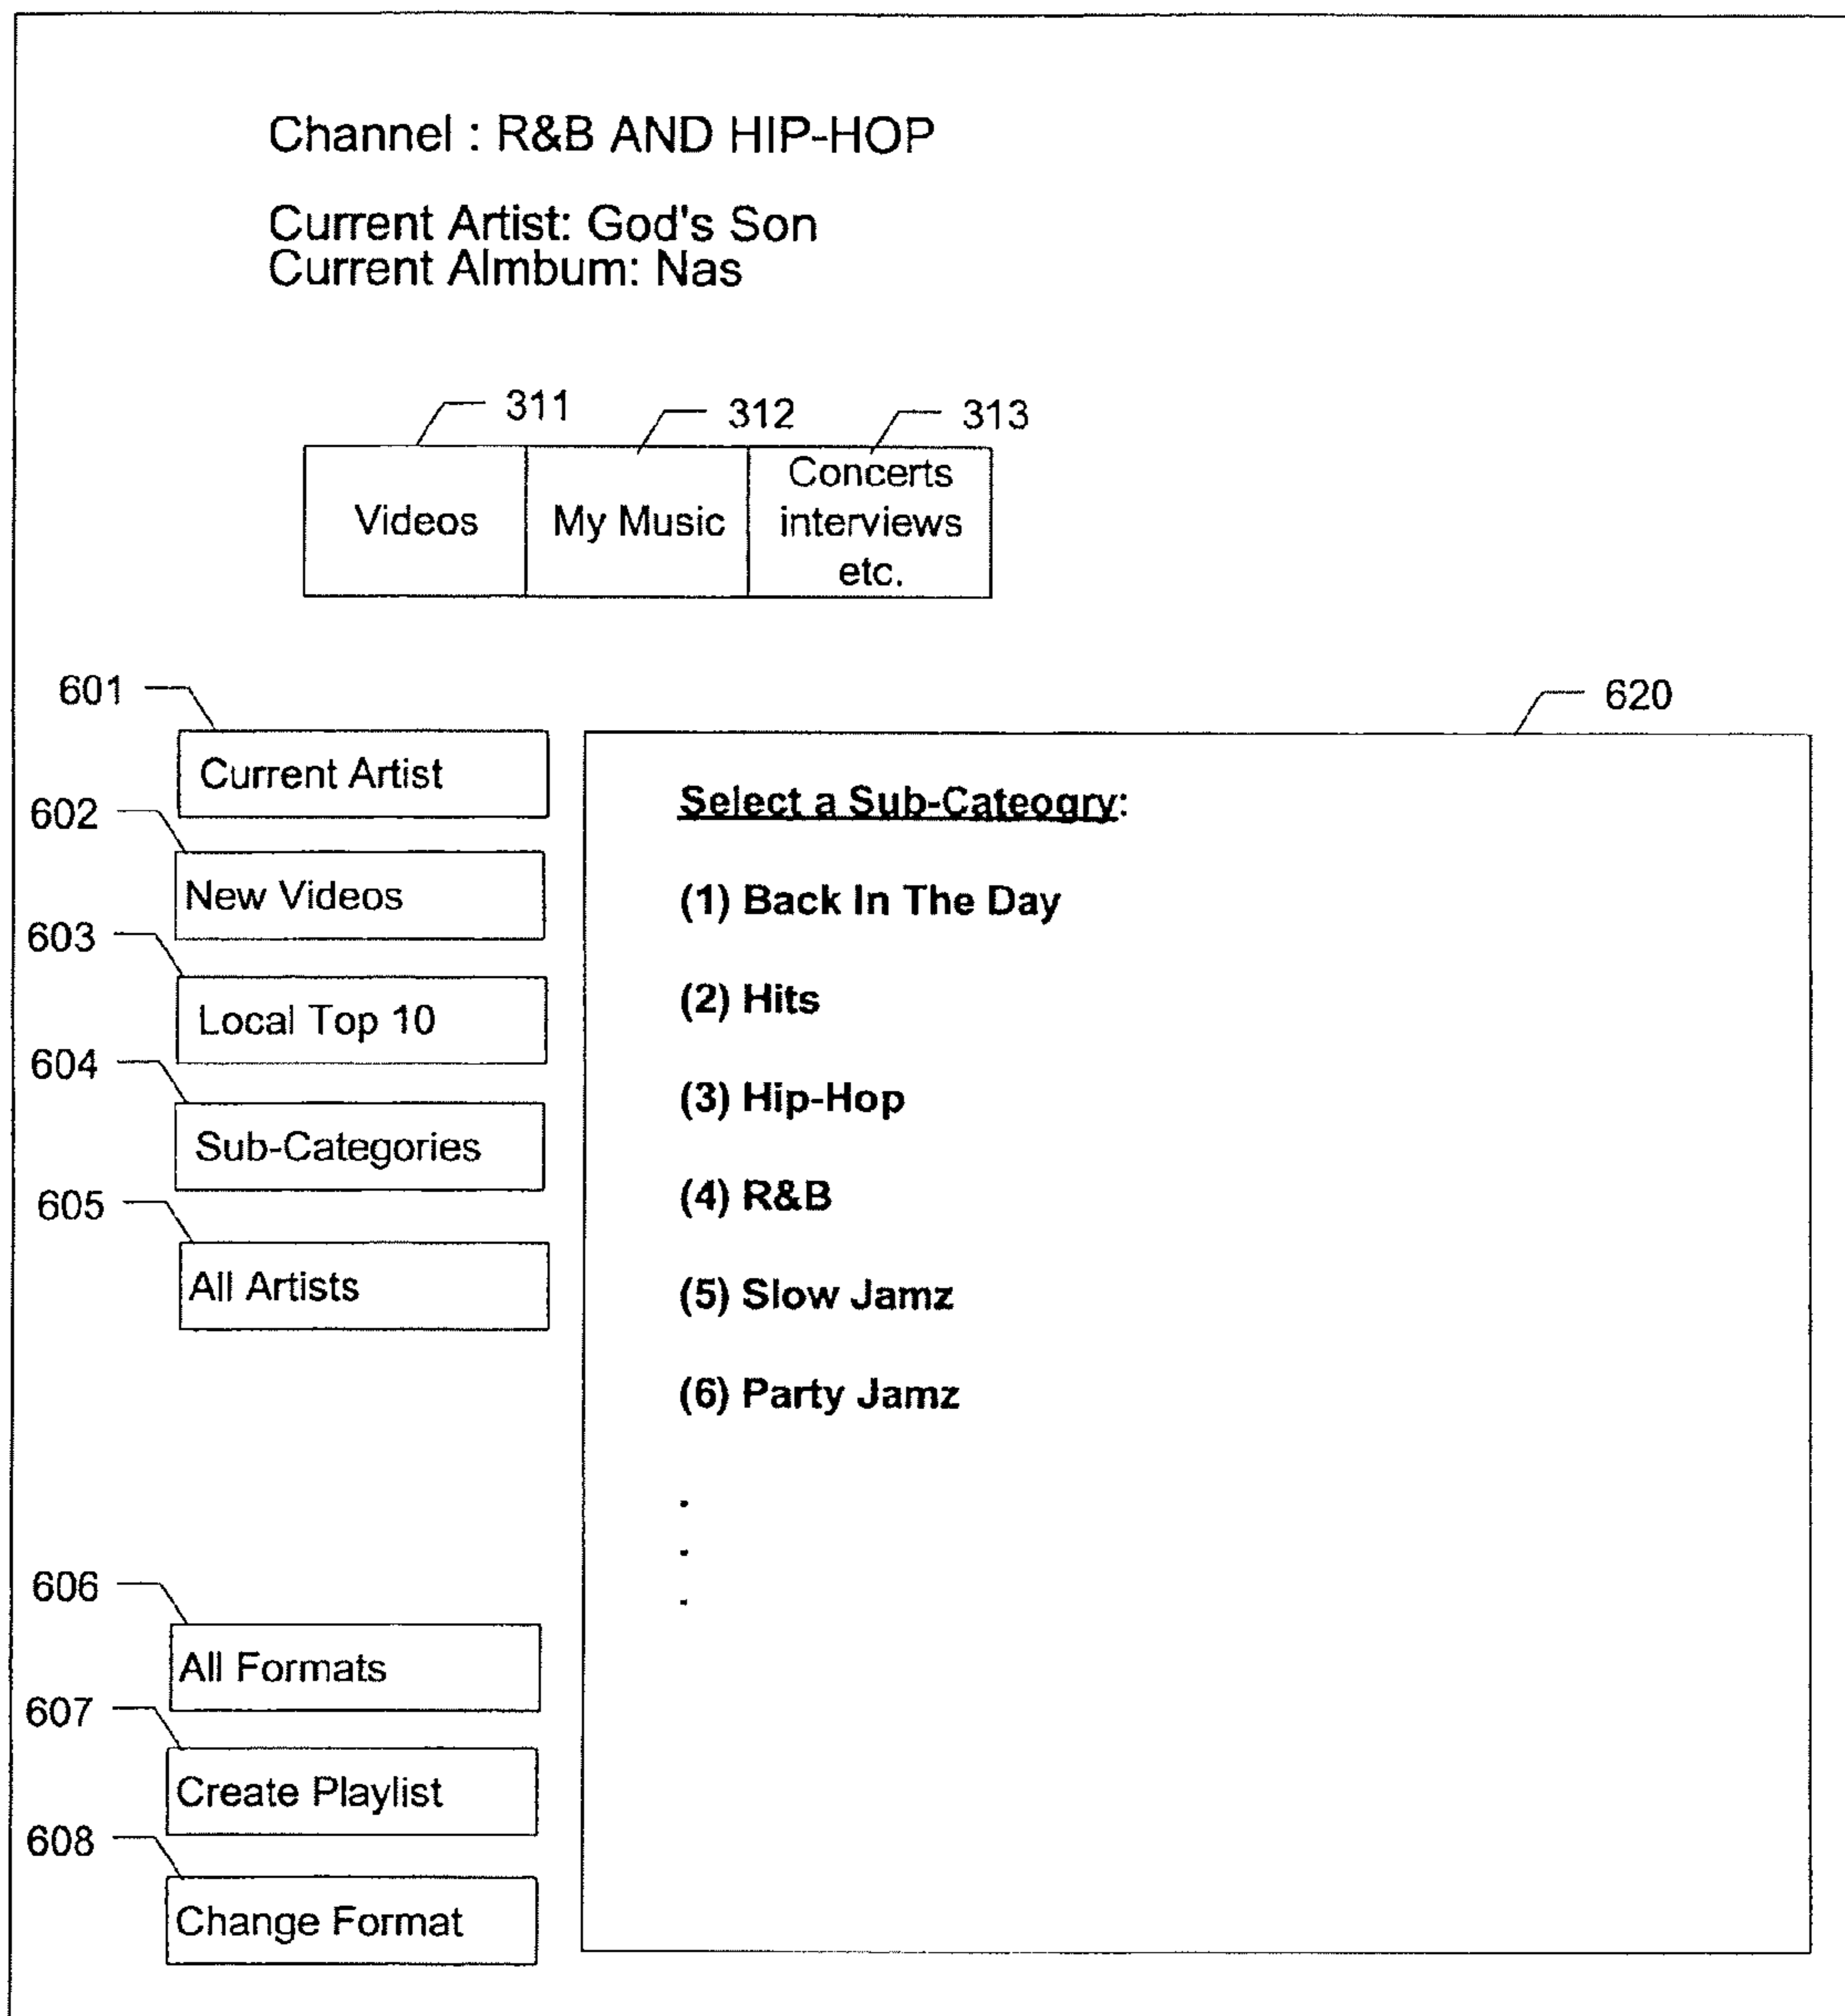 Channel : R&B AND HIP-HOP
Current Artist: God's Son
Current Almbum: Nas
311
312
313
Videos
My Music
Concerts
interviews
etc.
601
620
Current Artist
Select a Sub-Cateogry:
602
New Videos
(1) Back In The Day
603
Local Top 10
(2) Hits
604
(3) Hip-Hop
Sub-Categories
605
(4) R&B
All Artists
(5) Slow Jamz
(6) Party Jamz
.
.
.
606
All Formats
607
Create Playlist
608
Change Format